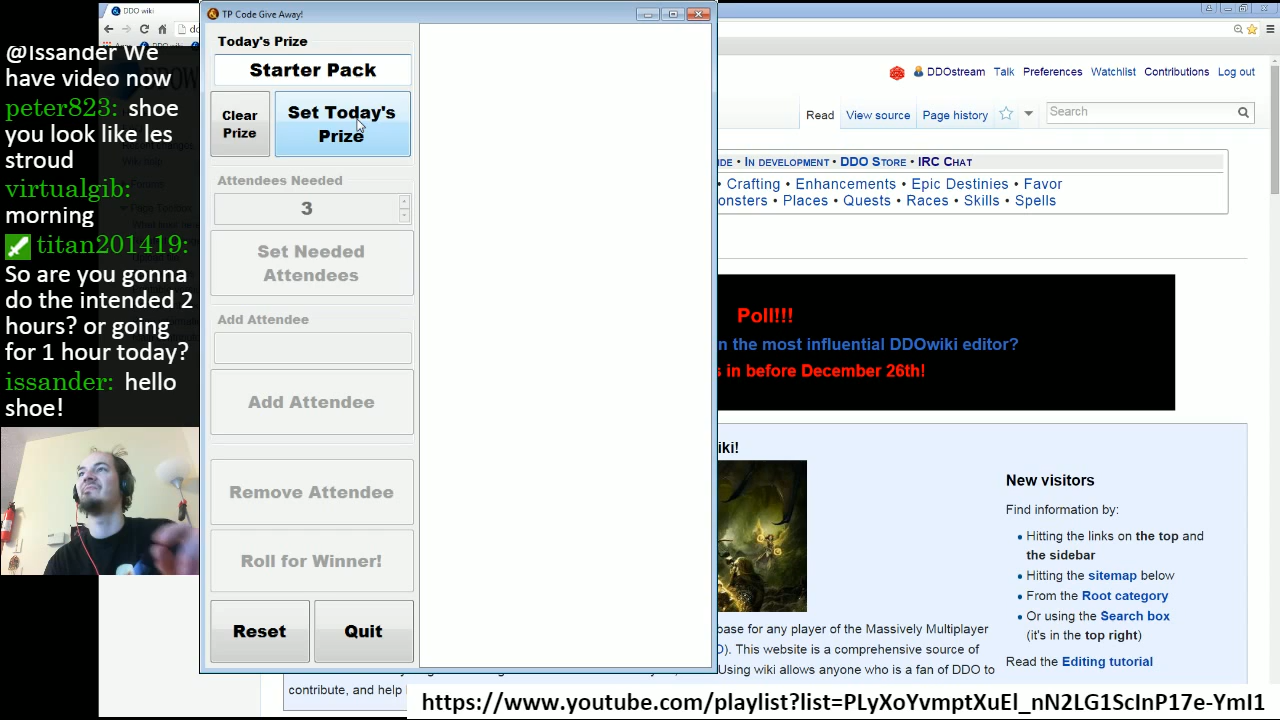 DDO wiki
@Issander We
have video now
peter823: shoe
you look like les
stroud
virtualgib:
morning
titan201419:
So are you gonna
do the intended 2
hours? or going
for 1 hour today?
issander: hello
shoe!
TP Code Give Away!
Today's Prize
Starter Pack
Clear
Prize
Set Today's
Prize
Attendees Needed
3
Set Needed
Attendees
Add Attendee
Add Attendee
Remove Attendee
Roll for Winner!
Reset
Quit
DDOstream Talk Preferences Watchlist Contributions Log out
Read View source Page history
Search
• In development • DDO Store • IRC Chat
• Crafting • Enhancements • Epic Destinies • Favor
• Places • Quests • Races • Skills • Spells
Poll!!!
the most influential DDOwiki editor?
in before December 26th!
New visitors
Find information by:
• Hitting the links on the top and
the sidebar
• Hitting the sitemap below
• From the Root category
• Or using the Search box
(it's in the top right)
Read the Editing tutorial
base for any player of the Massively Multiplayer
). This website is a comprehensive source of
Using wiki allows anyone who is a fan of DDO to
contribute, and help
https://www.youtube.com/playlist?list=PLyXoYvmptXuEl_nN2LG1ScInP17e-YmI1